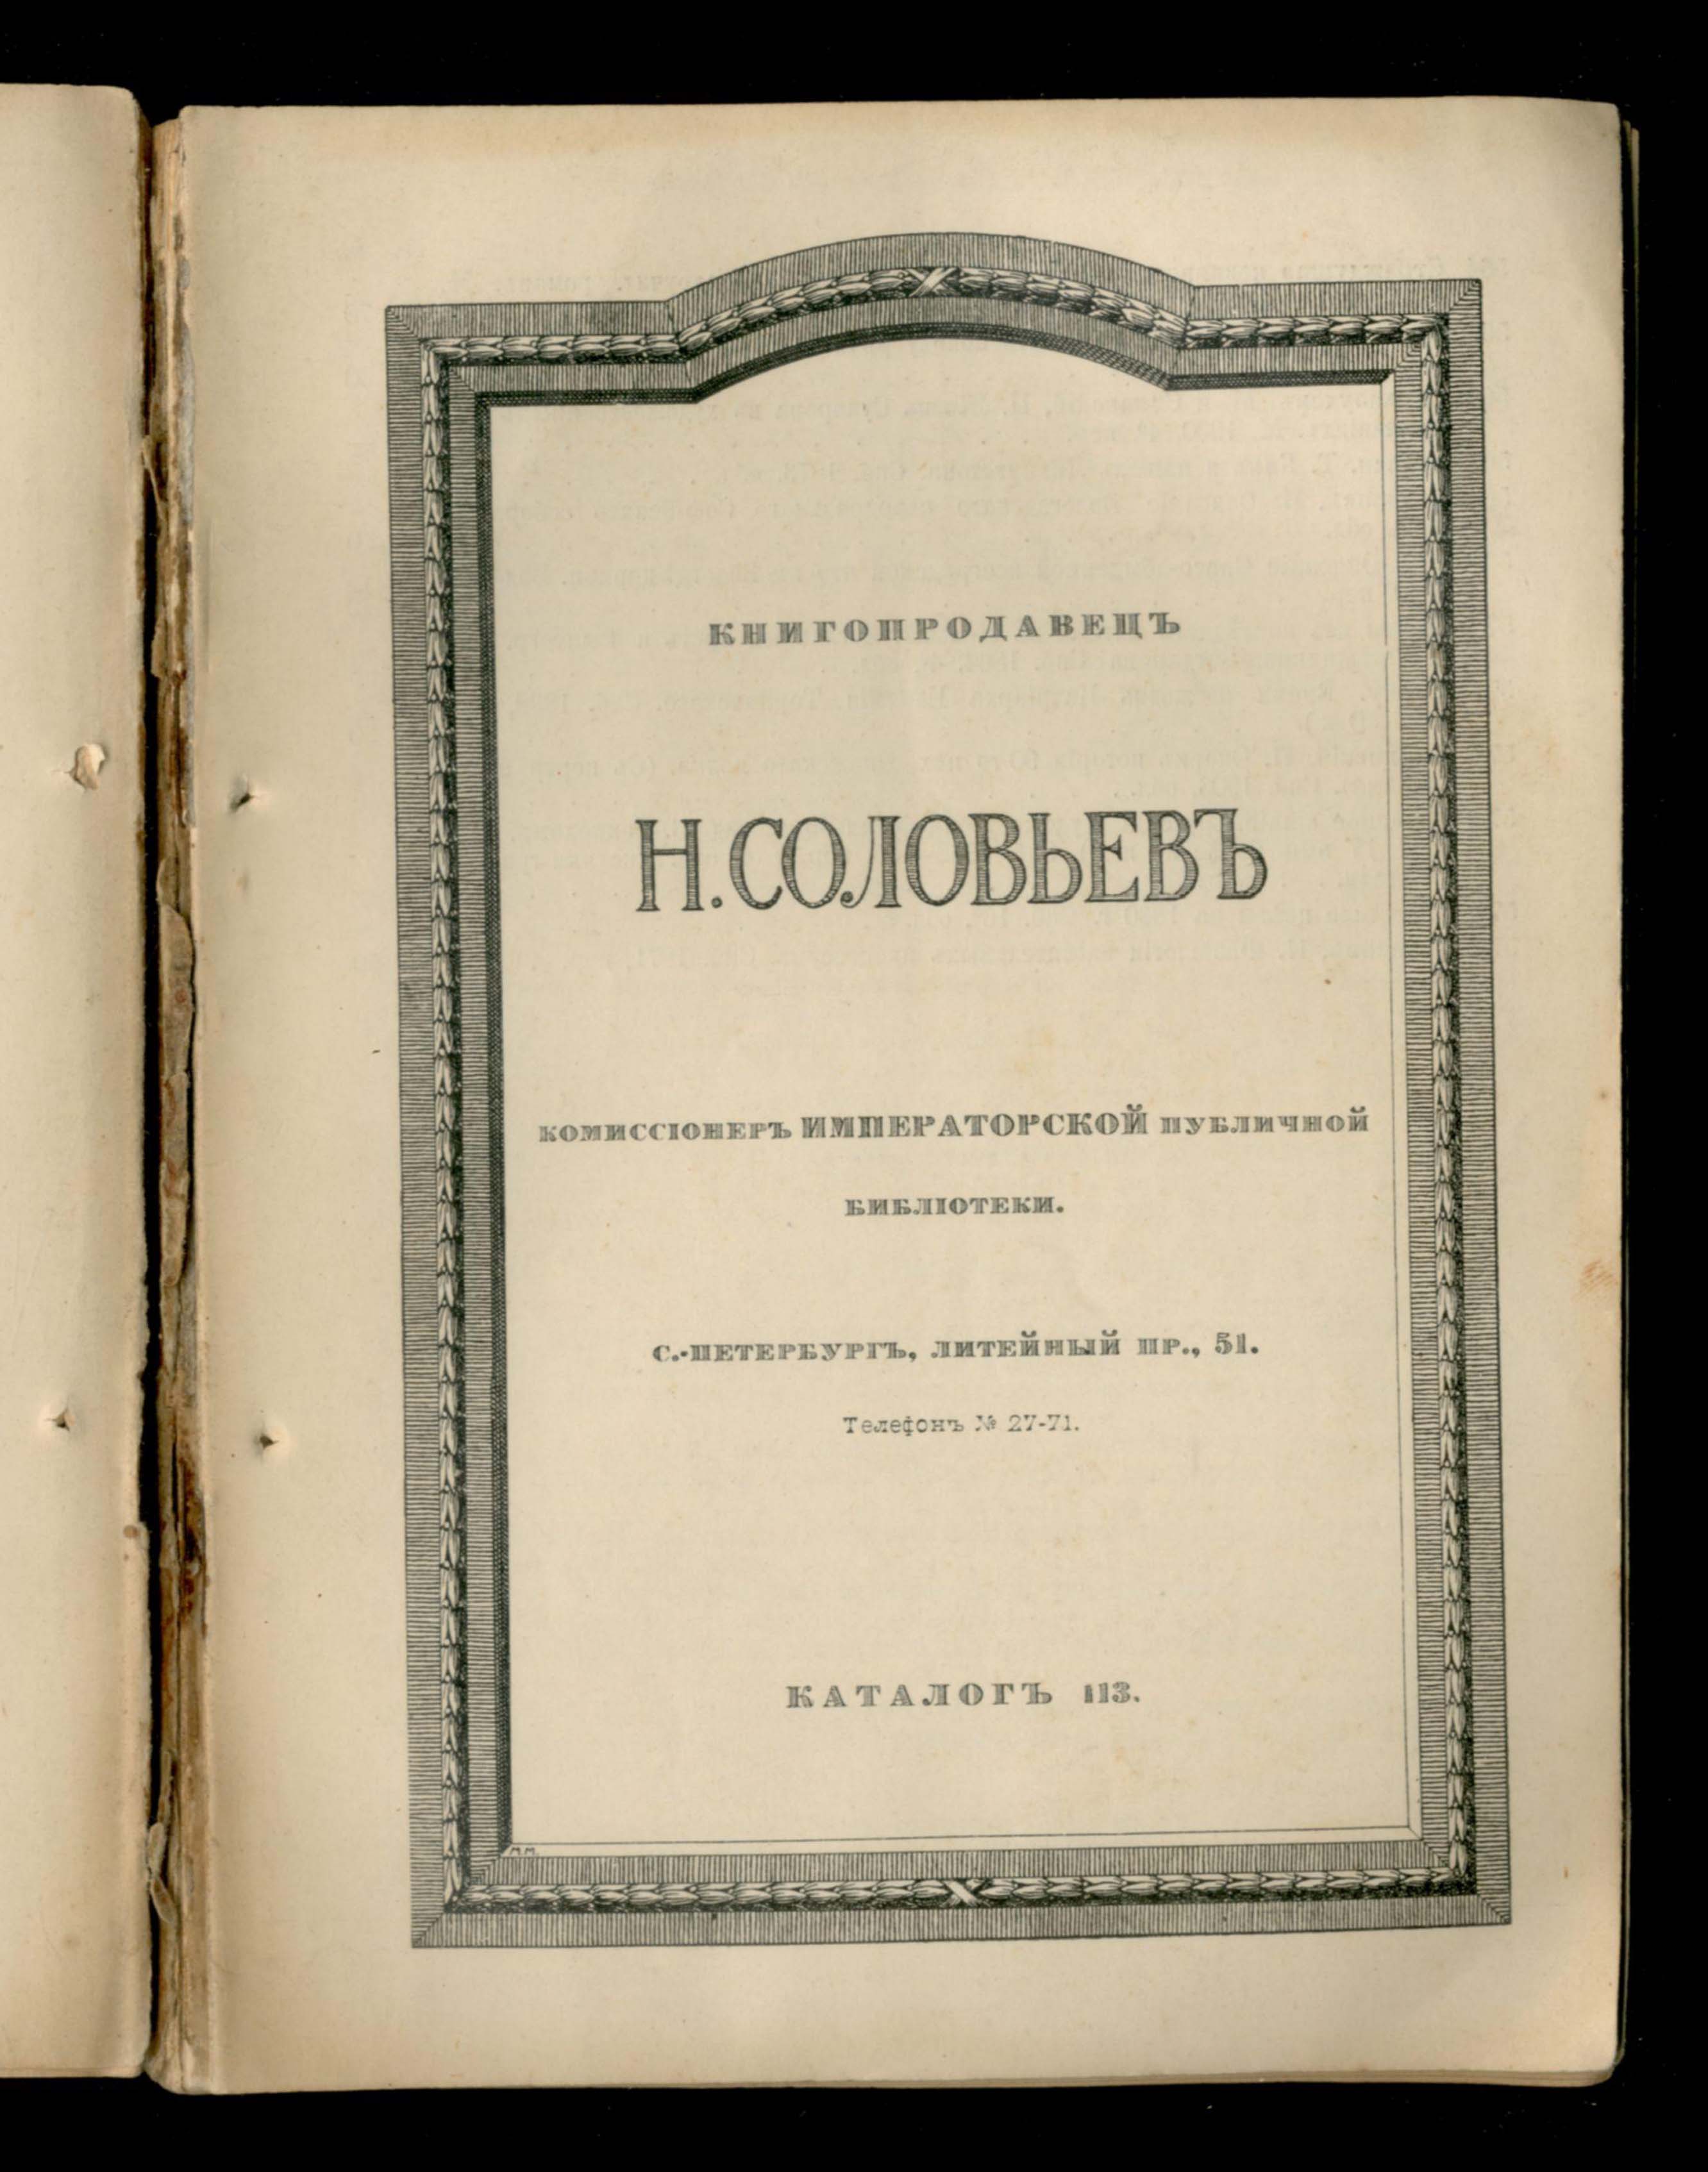 КНИГОПРОДАВЕЦЪ
Н. СОЛОВЬЕВЪ
КОМИССІОНЕРЪ ИМПЕРАТОРСКОЙ ПУБЛИЧНОЙ
БИБЛІОТЕКИ.
С.-ПЕТЕРБУРГЪ, ЛИТЕЙНЫЙ ПР., 51.
Телефонъ № 27-71.
КАТАЛОГЪ 113.
М.М.